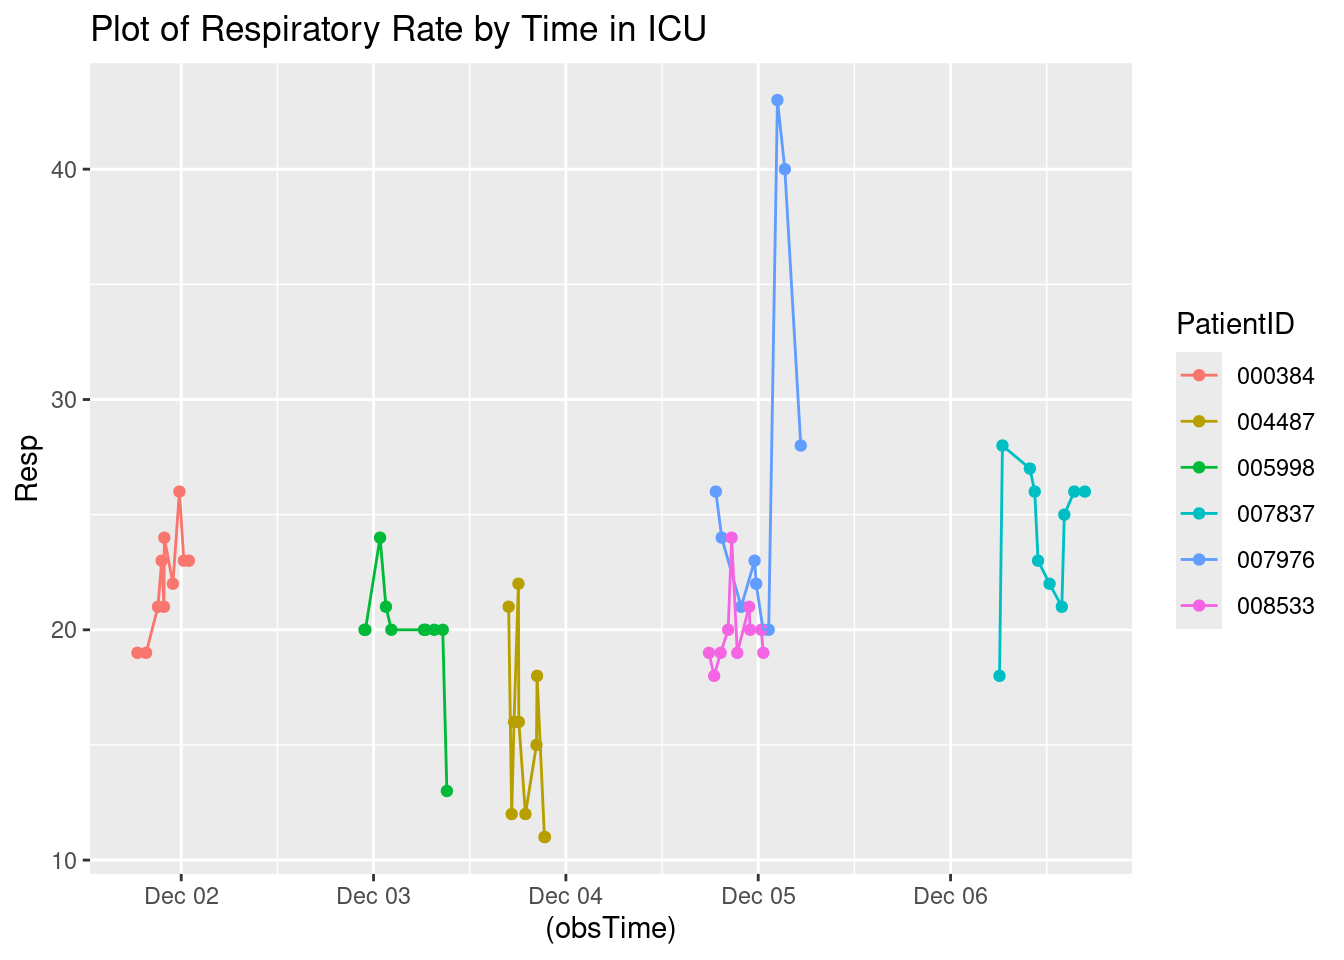 Plot of Respiratory Rate by Time in ICU
40
30
20
10
Resp
Dec 02
Dec 03
Dec 04
Dec 05
Dec 06
(obsTime)
PatientID
000384
004487
005998
007837
007976
008533